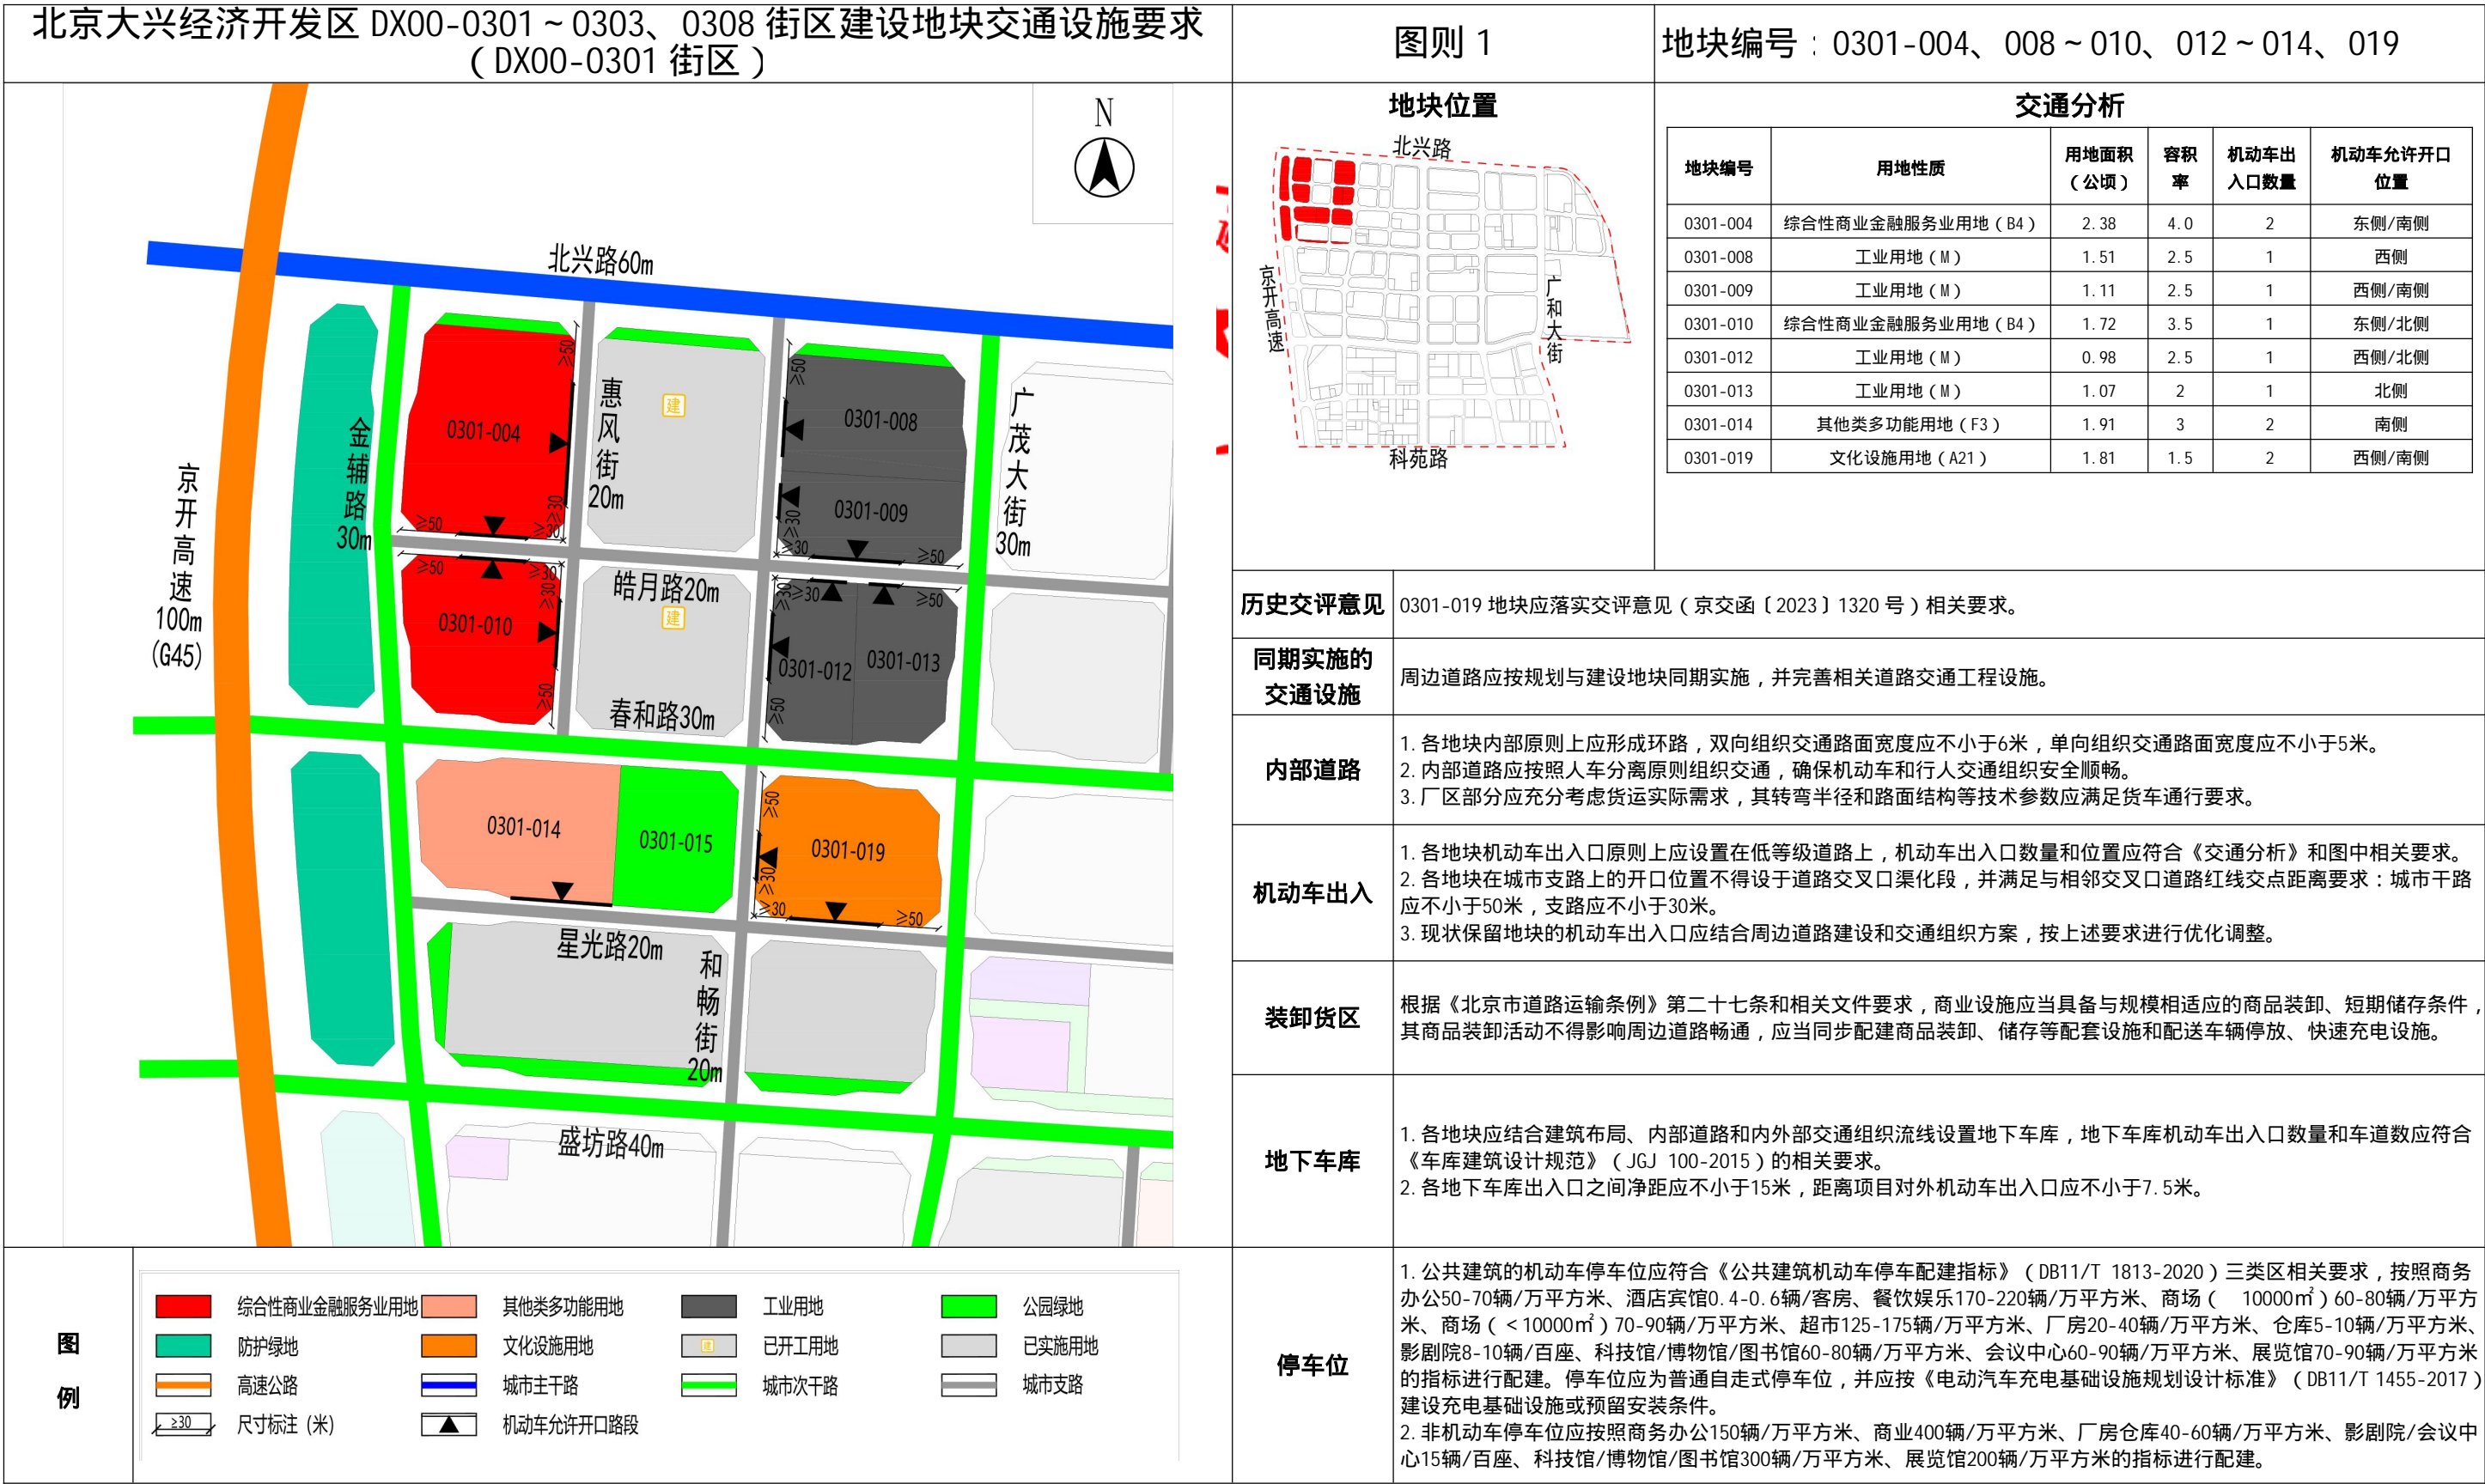 北京大兴经济开发区 DX00-0301～0303、0308 街区建设地块交通设施要求
（DX00-0301 街区）
图则 1
地块编号：0301-004、008～010、012～014、019
N
北兴路60m
京开高速100m(G45)
金辅路30m
惠风街20m
广茂大街30m
皓月路20m
春和路30m
星光路20m
和畅街20m
盛坊路40m
0301-004
0301-008
0301-009
0301-010
0301-012
0301-013
0301-014
0301-015
0301-019
建
建
≥50
≥30
≥50
≥30
≥50
≥30
≥30
≥50
≥50
≥30
≥30
≥50
≥30
≥30
≥50
≥50
≥50
≥30
≥30
≥50
地块位置
北兴路
京开高速
广和大街
科苑路
交通分析
地块编号 用地性质 用地面积（公顷） 容积率 机动车出入口数量 机动车允许开口位置
0301-004 综合性商业金融服务业用地（B4） 2.38 4.0 2 东侧/南侧
0301-008 工业用地（M） 1.51 2.5 1 西侧
0301-009 工业用地（M） 1.11 2.5 1 西侧/南侧
0301-010 综合性商业金融服务业用地（B4） 1.72 3.5 1 东侧/北侧
0301-012 工业用地（M） 0.98 2.5 1 西侧/北侧
0301-013 工业用地（M） 1.07 2 1 北侧
0301-014 其他类多功能用地（F3） 1.91 3 2 南侧
0301-019 文化设施用地（A21） 1.81 1.5 2 西侧/南侧
历史交评意见
0301-019 地块应落实交评意见（京交函〔2023〕1320 号）相关要求。
同期实施的
交通设施
周边道路应按规划与建设地块同期实施，并完善相关道路交通工程设施。
内部道路
1. 各地块内部原则上应形成环路，双向组织交通路面宽度应不小于6米，单向组织交通路面宽度应不小于5米。
2. 内部道路应按照人车分离原则组织交通，确保机动车和行人交通组织安全顺畅。
3. 厂区部分应充分考虑货运实际需求，其转弯半径和路面结构等技术参数应满足货车通行要求。
机动车出入
1. 各地块机动车出入口原则上应设置在低等级道路上，机动车出入口数量和位置应符合《交通分析》和图中相关要求。
2. 各地块在城市支路上的开口位置不得设于道路交叉口渠化段，并满足与相邻交叉口道路红线交点距离要求：城市干路
应不小于50米，支路应不小于30米。
3. 现状保留地块的机动车出入口应结合周边道路建设和交通组织方案，按上述要求进行优化调整。
装卸货区
根据《北京市道路运输条例》第二十七条和相关文件要求，商业设施应当具备与规模相适应的商品装卸、短期储存条件，
其商品装卸活动不得影响周边道路畅通，应当同步配建商品装卸、储存等配套设施和配送车辆停放、快速充电设施。
地下车库
1. 各地块应结合建筑布局、内部道路和内外部交通组织流线设置地下车库，地下车库机动车出入口数量和车道数应符合
《车库建筑设计规范》（JGJ 100-2015）的相关要求。
2. 各地下车库出入口之间净距应不小于15米，距离项目对外机动车出入口应不小于7.5米。
停车位
1. 公共建筑的机动车停车位应符合《公共建筑机动车停车配建指标》（DB11/T 1813-2020）三类区相关要求，按照商务
办公50-70辆/万平方米、酒店宾馆0.4-0.6辆/客房、餐饮娱乐170-220辆/万平方米、商场（ 10000㎡）60-80辆/万平方
米、商场（＜10000㎡）70-90辆/万平方米、超市125-175辆/万平方米、厂房20-40辆/万平方米、仓库5-10辆/万平方米、
影剧院8-10辆/百座、科技馆/博物馆/图书馆60-80辆/万平方米、会议中心60-90辆/万平方米、展览馆70-90辆/万平方米
的指标进行配建。停车位应为普通自走式停车位，并应按《电动汽车充电基础设施规划设计标准》（DB11/T 1455-2017）
建设充电基础设施或预留安装条件。
2. 非机动车停车位应按照商务办公150辆/万平方米、商业400辆/万平方米、厂房仓库40-60辆/万平方米、影剧院/会议中
心15辆/百座、科技馆/博物馆/图书馆300辆/万平方米、展览馆200辆/万平方米的指标进行配建。
图例
综合性商业金融服务业用地 其他类多功能用地 工业用地 公园绿地
防护绿地 文化设施用地 建 已开工用地 已实施用地
高速公路 城市主干路 城市次干路 城市支路
≥30 尺寸标注（米） 机动车允许开口路段